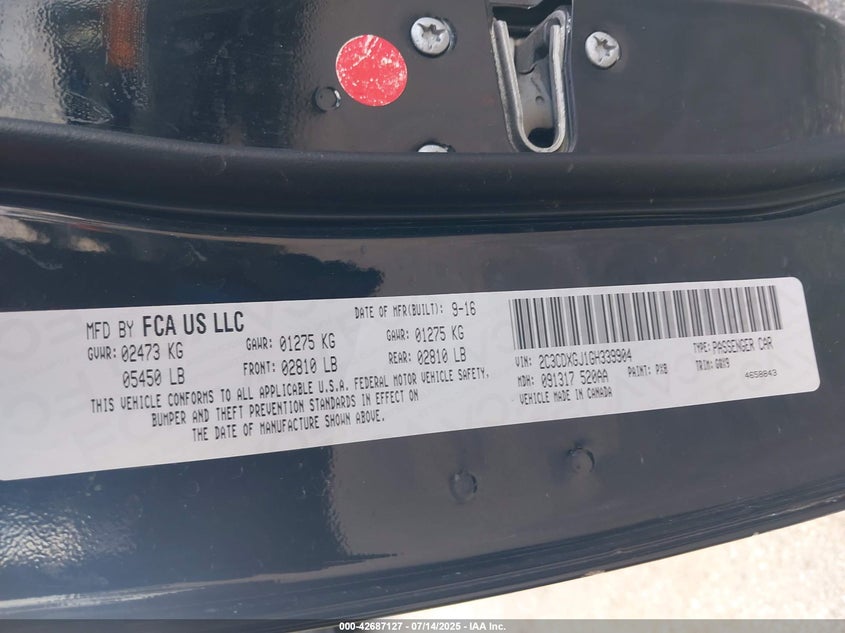 MFD BY FCA US LLC
DATE OF MFR(BUILT): 9-16
GVWR: 02473 KG
GAWR: 01275 KG
GAWR: 01275 KG
05450 LB
FRONT: 02810 LB
REAR: 02810 LB
THIS VEHICLE CONFORMS TO ALL APPLICABLE U.S.A. FEDERAL MOTOR VEHICLE SAFETY,
BUMPER AND THEFT PREVENTION STANDARDS IN EFFECT ON
THE DATE OF MANUFACTURE SHOWN ABOVE.
VIN: 2C3CDXGJ1GH339904
TYPE: PASSENGER CAR
MDH: 091317 520AA
PAINT: PX8
TRIM:
VEHICLE MADE IN CANADA
4658843
000-42687127 - 07/14/2025 - IAA Inc.